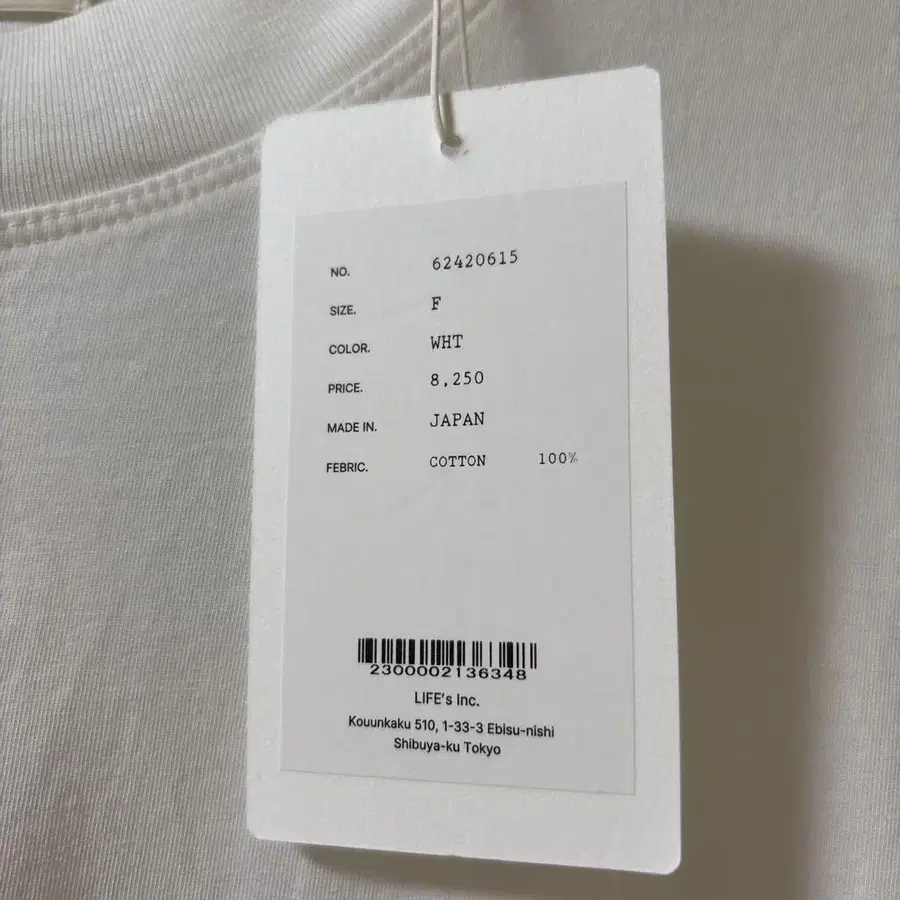 NO. 62420615
SIZE. F
COLOR. WHT
PRICE. 8,250
MADE IN. JAPAN
FEBRIC. COTTON 100%
2300002136348
LIFE's Inc.
Kouunkaku 510, 1-33-3 Ebisu-nishi
Shibuya-ku Tokyo